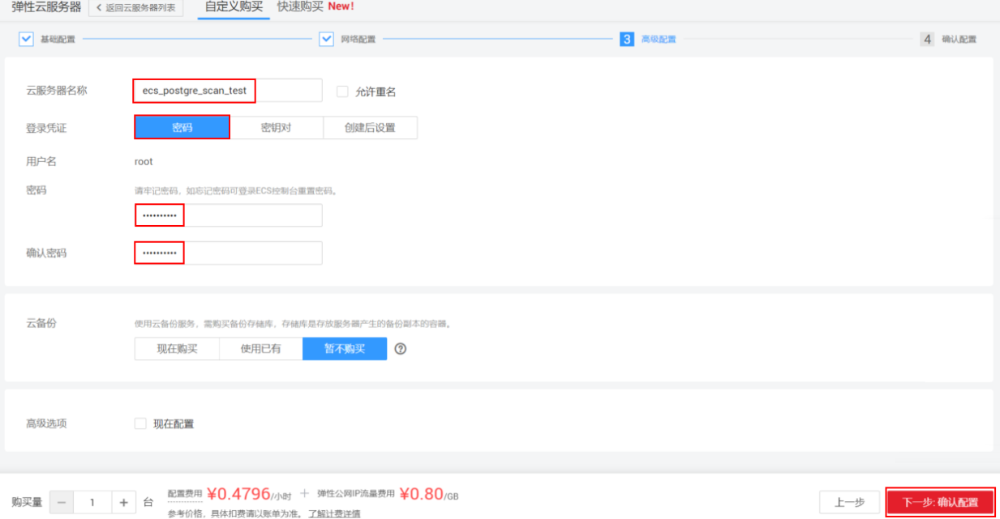 弹性云服务器 < 返回云服务器列表 自定义购买 快速购买 New!
基础配置 网络配置 3 高级配置 4 确认配置
云服务器名称 ecs_postgre_scan_test 允许重名
登录凭证 密码 密钥对 创建后设置
用户名 root
密码 请牢记密码，如忘记密码可登录ECS控制台重置密码。
••••••••••
确认密码 ••••••••••
云备份 使用云备份服务，需购买备份存储库，存储库是存放服务器产生的备份副本的容器。
现在购买 使用已有 暂不购买 ?
高级选项 现在配置
购买量 − 1 + 台 配置费用 ¥0.4796/小时 + 弹性公网IP流量费用 ¥0.80/GB 上一步 下一步: 确认配置
参考价格，具体扣费请以账单为准。 了解计费详情